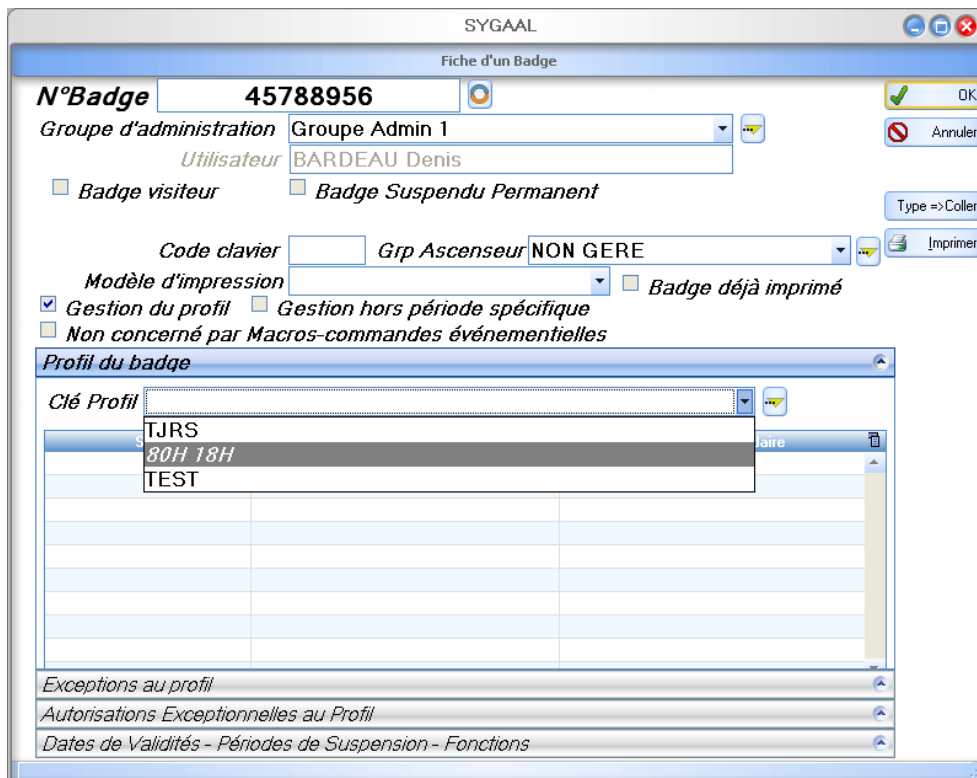 SYGAAL
Fiche d'un Badge
N°Badge 45788956
OK
Groupe d'administration Groupe Admin 1
Annuler
Utilisateur BARDEAU Denis
Badge visiteur Badge Suspendu Permanent
Type =>Coller
Code clavier Grp Ascenseur NON GERE
Imprimer
Modèle d'impression Badge déjà imprimé
Gestion du profil Gestion hors période spécifique
Non concerné par Macros-commandes événementielles
Profil du badge
Clé Profil
TJRS
80H 18H
TEST
Exceptions au profil
Autorisations Exceptionnelles au Profil
Dates de Validités - Périodes de Suspension - Fonctions